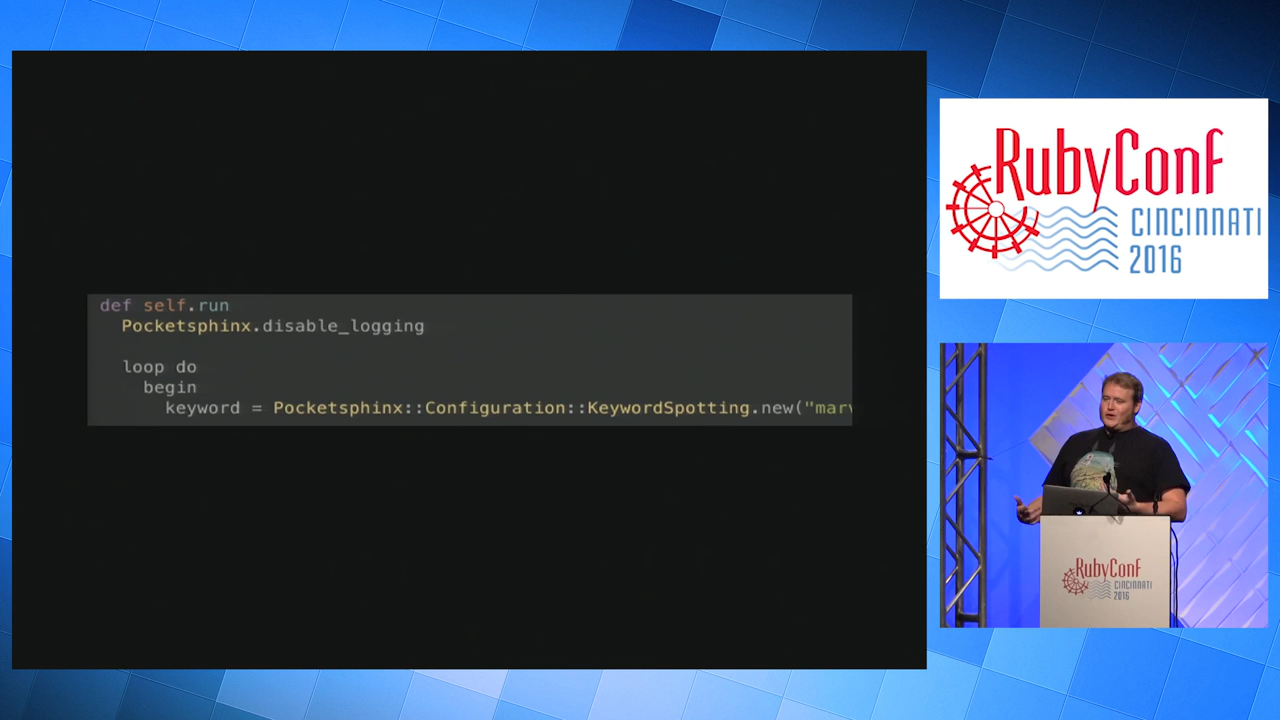 def self.run
Pocketsphinx.disable_logging
loop do
begin
keyword = Pocketsphinx::Configuration::KeywordSpotting.new("marv
RubyConf
CINCINNATI
2016
RubyConf
CINCINNATI
2016